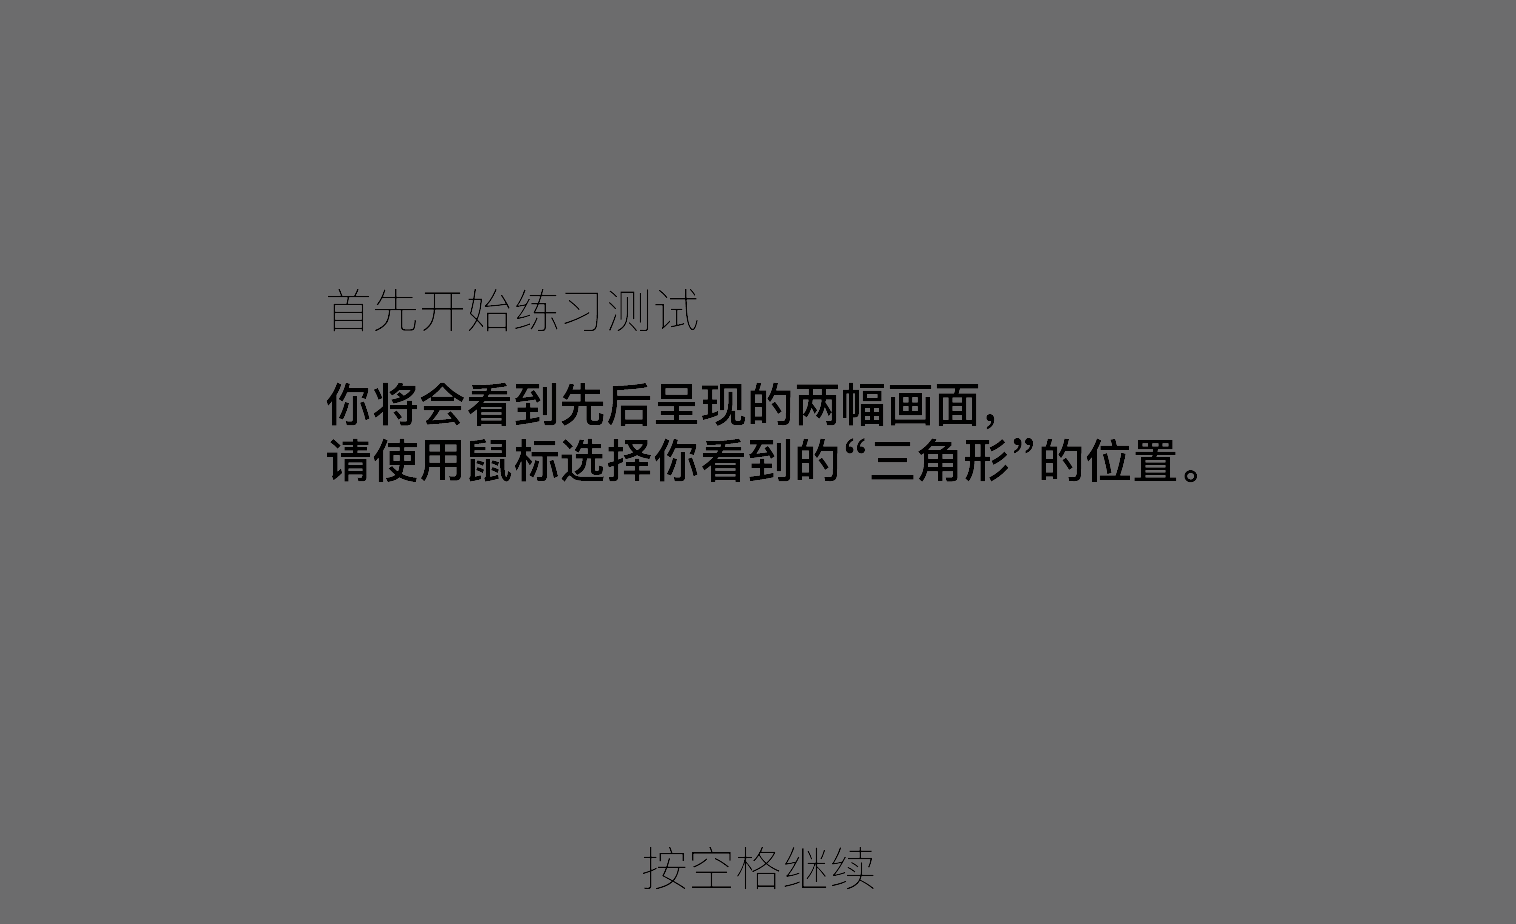 首先开始练习测试
你将会看到先后呈现的两幅画面，
请使用鼠标选择你看到的“三角形”的位置。
按空格继续